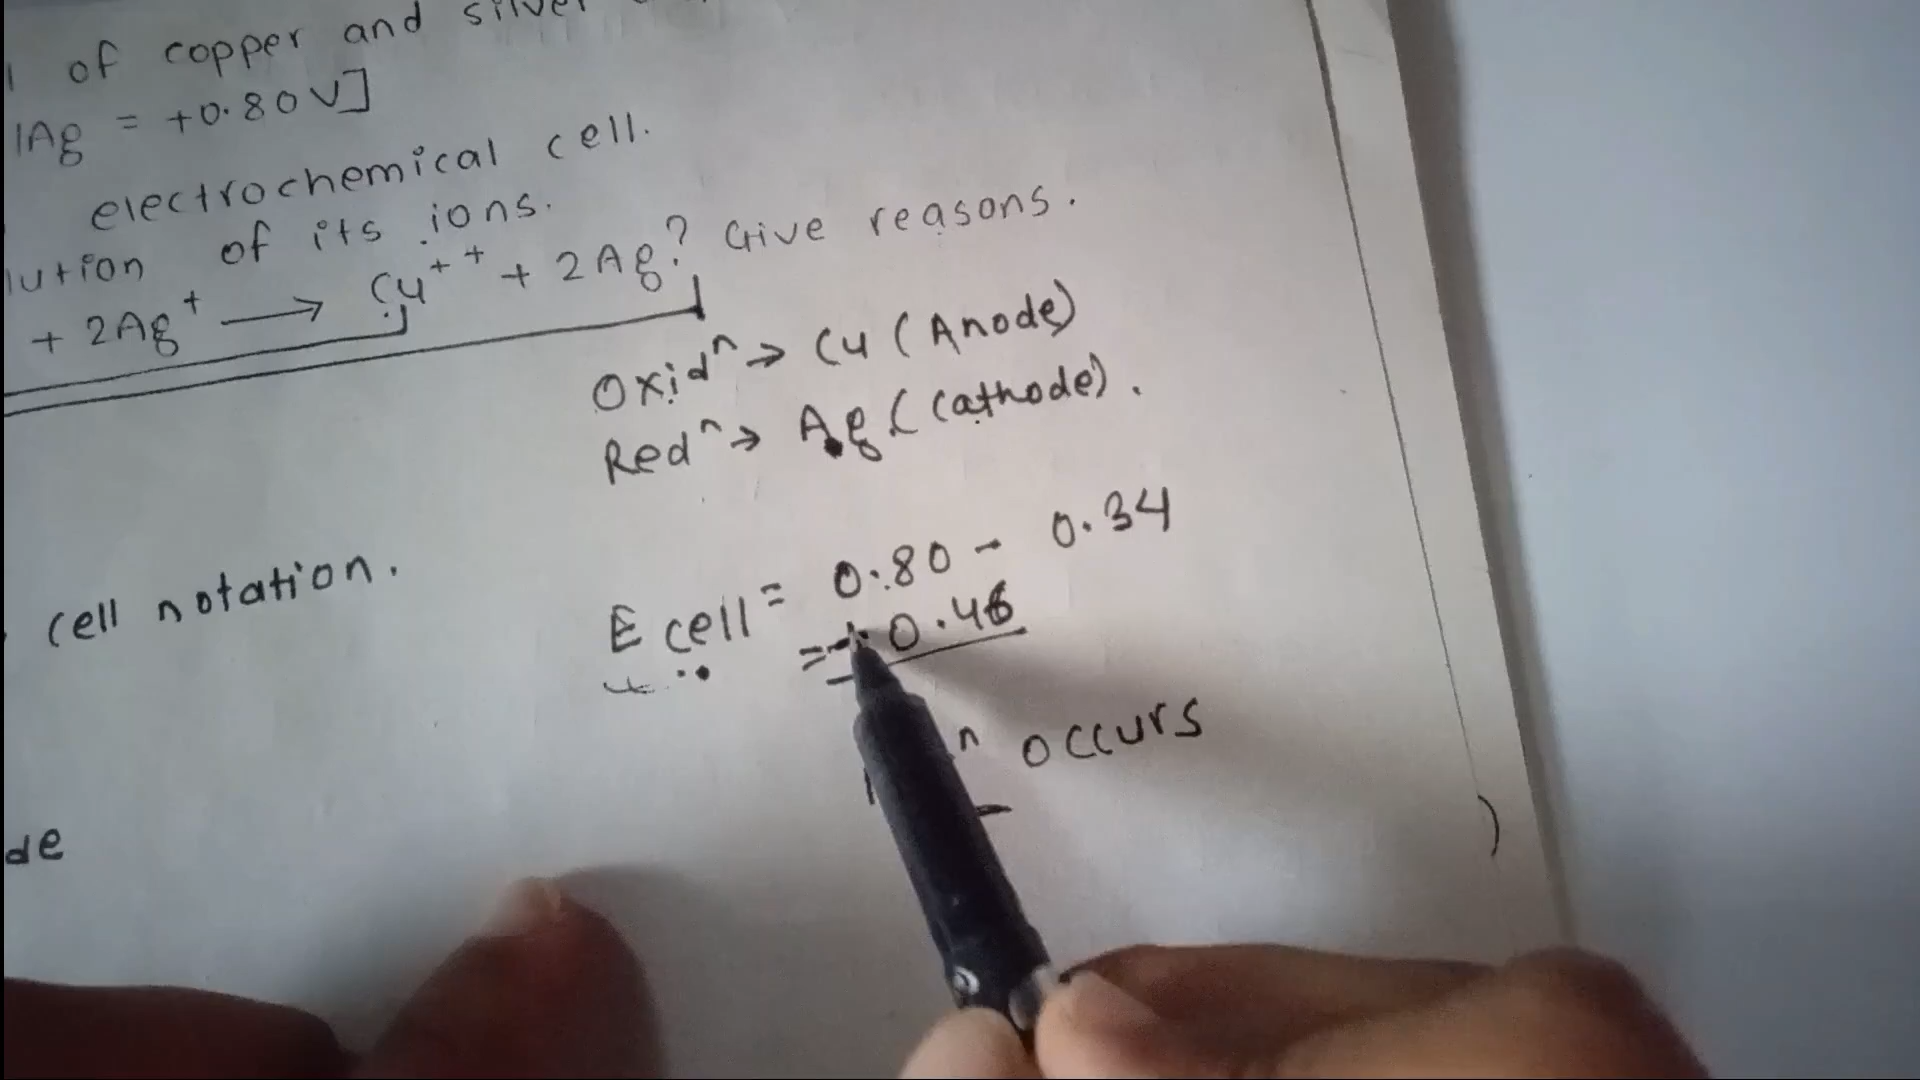 of copper and silver
|Ag = +0.80V]
electrochemical cell.
lution of its ions.
+ 2Ag⁺ → Cu⁺⁺ + 2Ag? Give reasons.
Oxidⁿ → Cu (Anode)
Redⁿ → Ag (Cathode).
cell notation.
E cell = 0.80 - 0.34
= + 0.46
n occurs
de